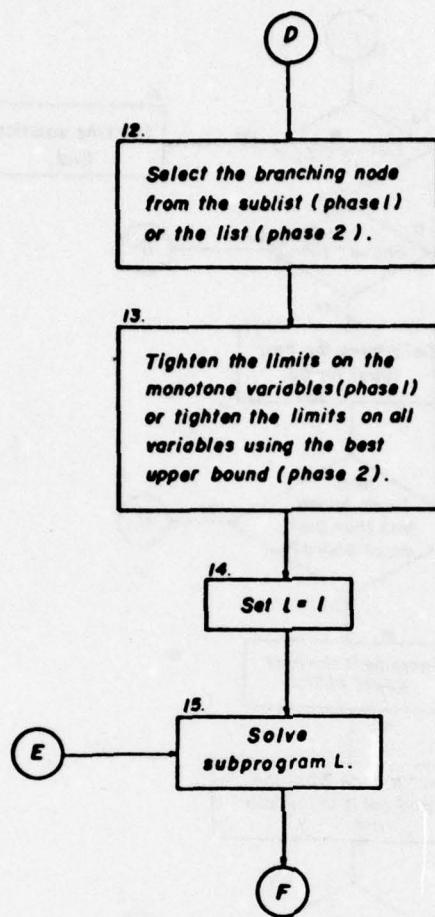 D
12.
Select the branching node
from the sublist (phase 1)
or the list (phase 2).
13.
Tighten the limits on the
monotone variables (phase 1)
or tighten the limits on all
variables using the best
upper bound (phase 2).
14.
Set L = 1
15.
Solve
subprogram L.
E
F